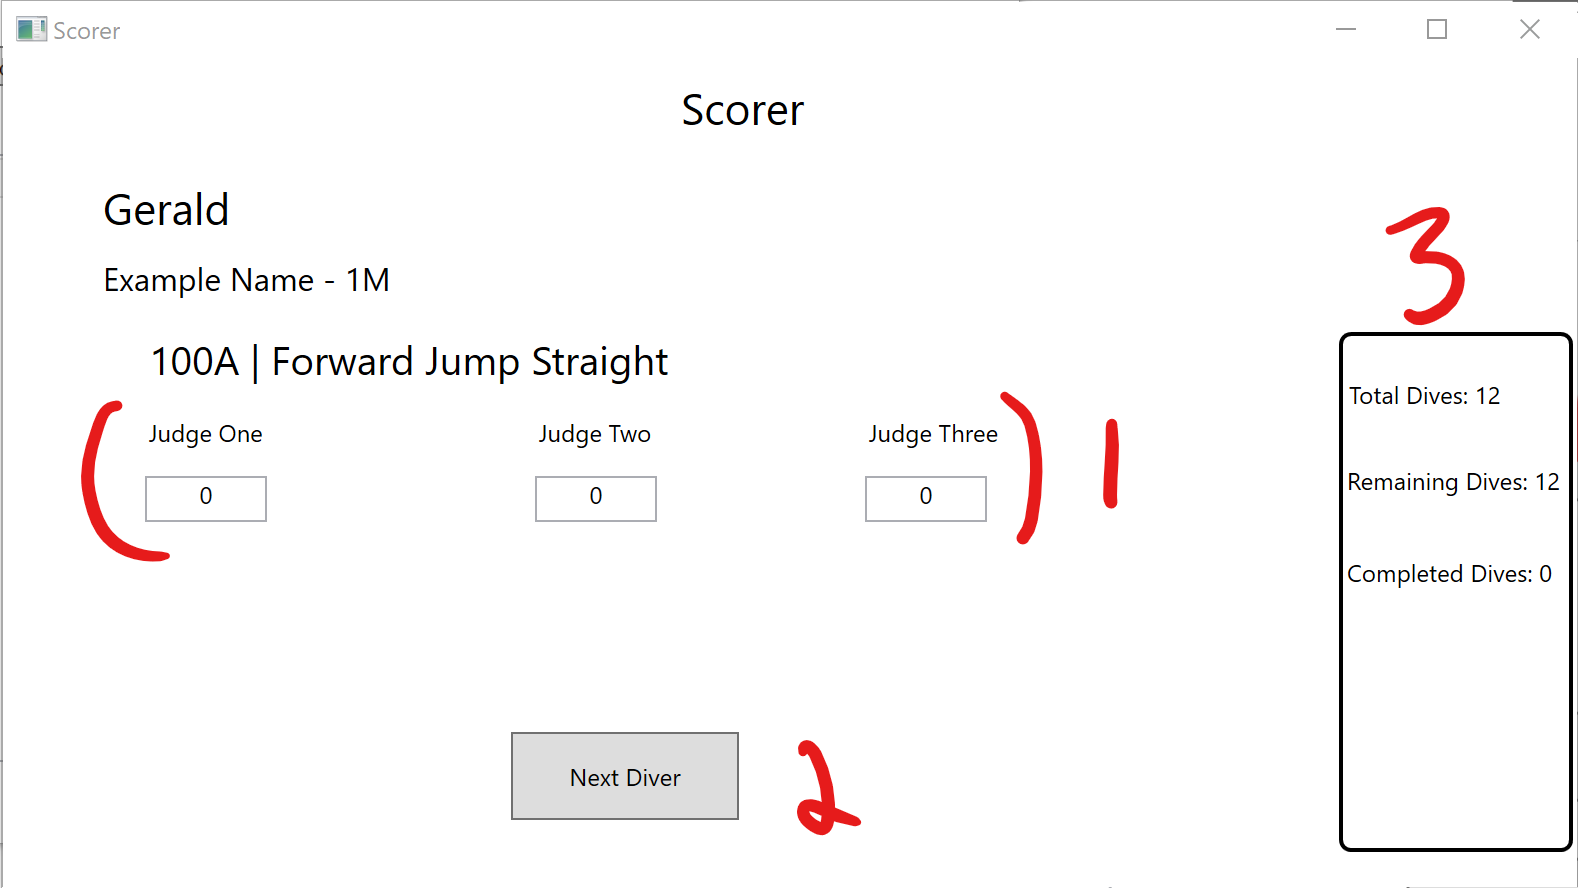 Scorer
Scorer
Gerald
Example Name - 1M
3
100A | Forward Jump Straight
Total Dives: 12
Judge One Judge Two Judge Three
( ) 1
0 0 0
Remaining Dives: 12
Completed Dives: 0
Next Diver 2